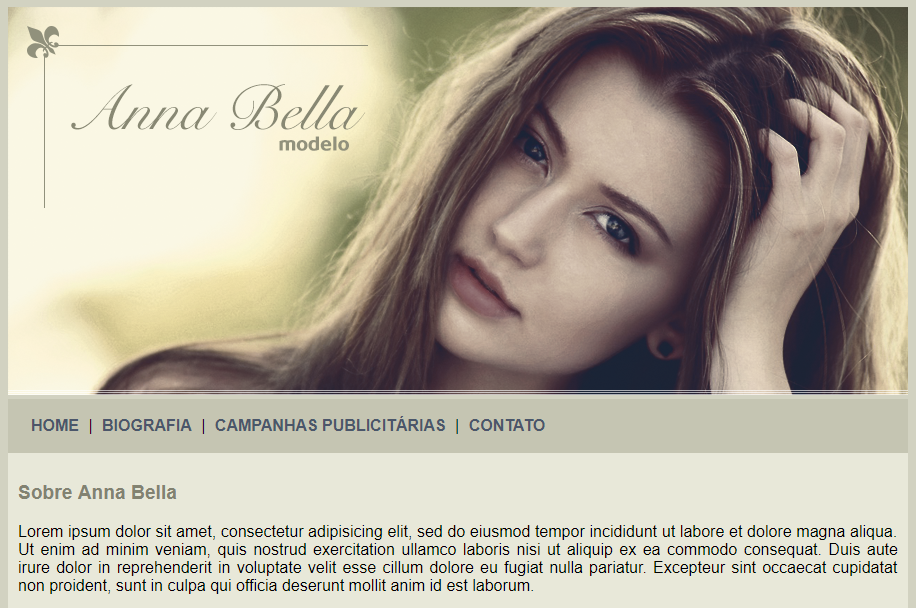 Anna Bella
modelo
HOME | BIOGRAFIA | CAMPANHAS PUBLICITÁRIAS | CONTATO
Sobre Anna Bella
Lorem ipsum dolor sit amet, consectetur adipisicing elit, sed do eiusmod tempor incididunt ut labore et dolore magna aliqua.
Ut enim ad minim veniam, quis nostrud exercitation ullamco laboris nisi ut aliquip ex ea commodo consequat. Duis aute
irure dolor in reprehenderit in voluptate velit esse cillum dolore eu fugiat nulla pariatur. Excepteur sint occaecat cupidatat
non proident, sunt in culpa qui officia deserunt mollit anim id est laborum.